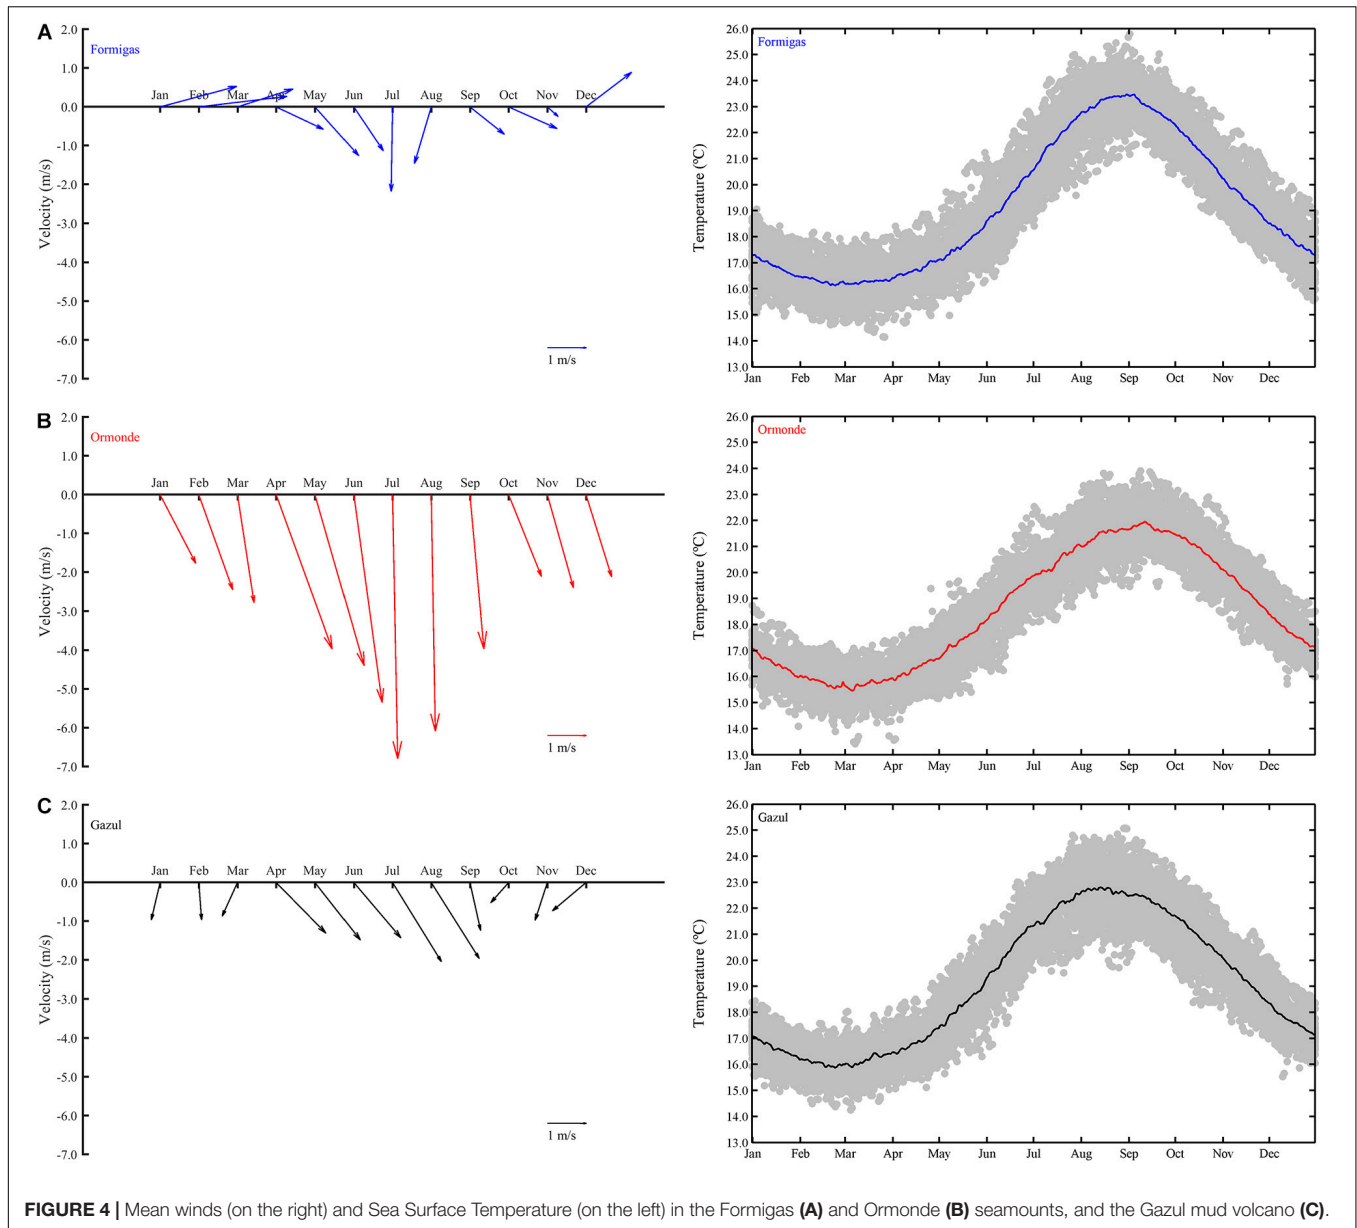 A
2.0
1.0
0.0
-1.0
-2.0
-3.0
-4.0
-5.0
-6.0
-7.0
Velocity (m/s)
Formigas
Jan Feb Mar Apr May Jun Jul Aug Sep Oct Nov Dec
1 m/s
26.0
25.0
24.0
23.0
22.0
21.0
20.0
19.0
18.0
17.0
16.0
15.0
14.0
13.0
Temperature (°C)
Formigas
Jan Feb Mar Apr May Jun Jul Aug Sep Oct Nov Dec
B
2.0
1.0
0.0
-1.0
-2.0
-3.0
-4.0
-5.0
-6.0
-7.0
Velocity (m/s)
Ormonde
Jan Feb Mar Apr May Jun Jul Aug Sep Oct Nov Dec
1 m/s
26.0
25.0
24.0
23.0
22.0
21.0
20.0
19.0
18.0
17.0
16.0
15.0
14.0
13.0
Temperature (°C)
Ormonde
Jan Feb Mar Apr May Jun Jul Aug Sep Oct Nov Dec
C
2.0
1.0
0.0
-1.0
-2.0
-3.0
-4.0
-5.0
-6.0
-7.0
Velocity (m/s)
Gazul
Jan Feb Mar Apr May Jun Jul Aug Sep Oct Nov Dec
1 m/s
26.0
25.0
24.0
23.0
22.0
21.0
20.0
19.0
18.0
17.0
16.0
15.0
14.0
13.0
Temperature (°C)
Gazul
Jan Feb Mar Apr May Jun Jul Aug Sep Oct Nov Dec
FIGURE 4 | Mean winds (on the right) and Sea Surface Temperature (on the left) in the Formigas (A) and Ormonde (B) seamounts, and the Gazul mud volcano (C).